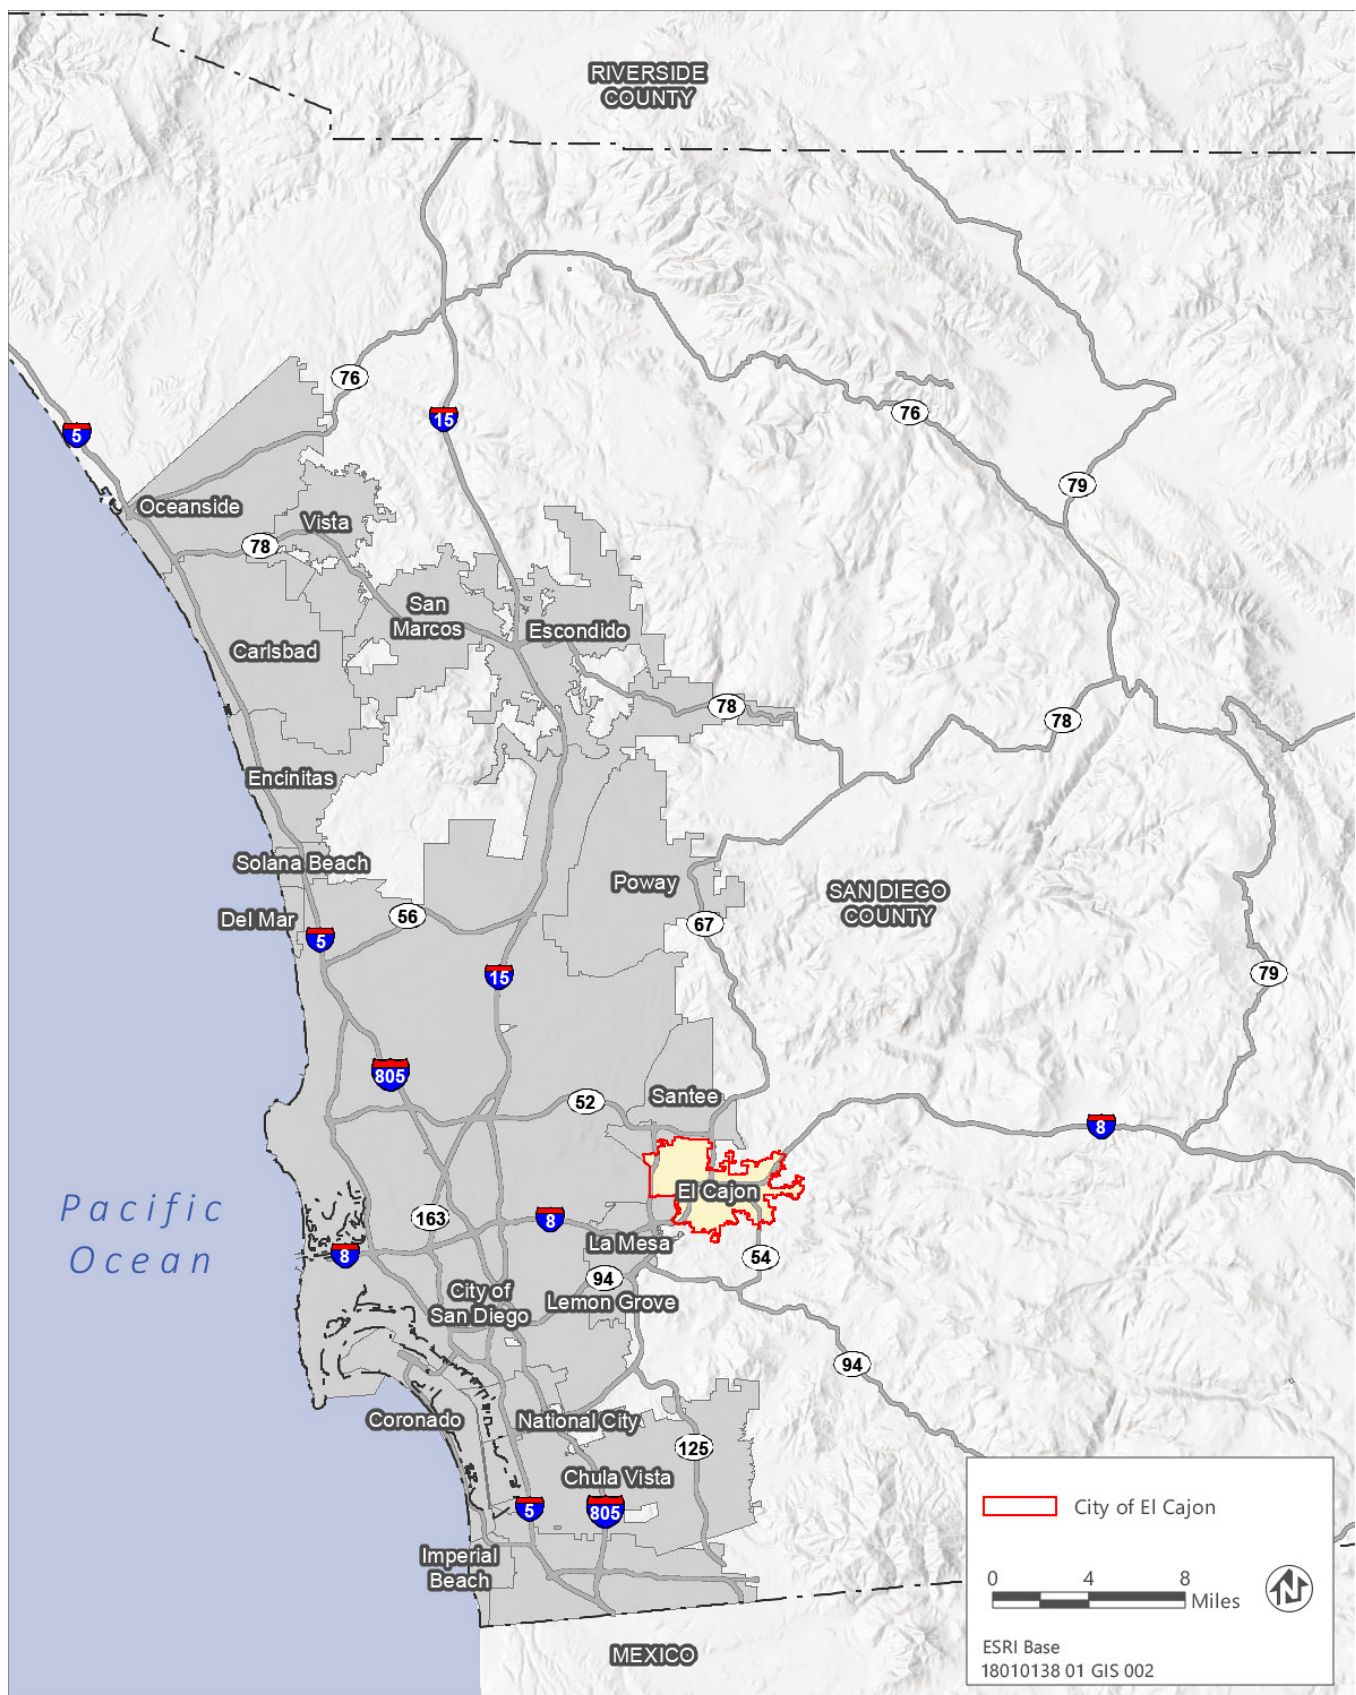 RIVERSIDE
COUNTY
76
15
76
5
79
Oceanside
Vista
78
San
Marcos
Escondido
Carlsbad
78
78
Encinitas
Solana Beach
Poway
SAN DIEGO
COUNTY
Del Mar
56
67
5
15
79
805
Santee
52
8
El Cajon
Pacific
Ocean
163
8
La Mesa
8
54
94
City of
San Diego
Lemon Grove
94
Coronado
National City
125
Chula Vista
5
805
Imperial
Beach
MEXICO
City of El Cajon
0 4 8
Miles
N
ESRI Base
18010138 01 GIS 002